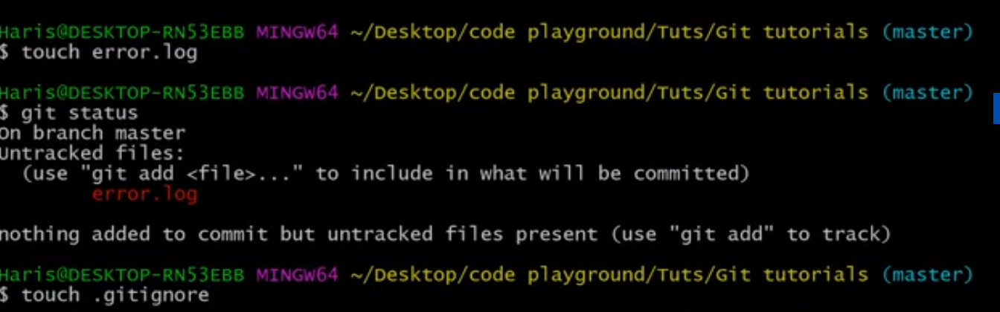 Haris@DESKTOP-RN53EBB MINGW64 ~/Desktop/code playground/Tuts/Git tutorials (master)
$ touch error.log
Haris@DESKTOP-RN53EBB MINGW64 ~/Desktop/code playground/Tuts/Git tutorials (master)
$ git status
On branch master
Untracked files:
  (use "git add <file>..." to include in what will be committed)
        error.log
nothing added to commit but untracked files present (use "git add" to track)
Haris@DESKTOP-RN53EBB MINGW64 ~/Desktop/code playground/Tuts/Git tutorials (master)
$ touch .gitignore